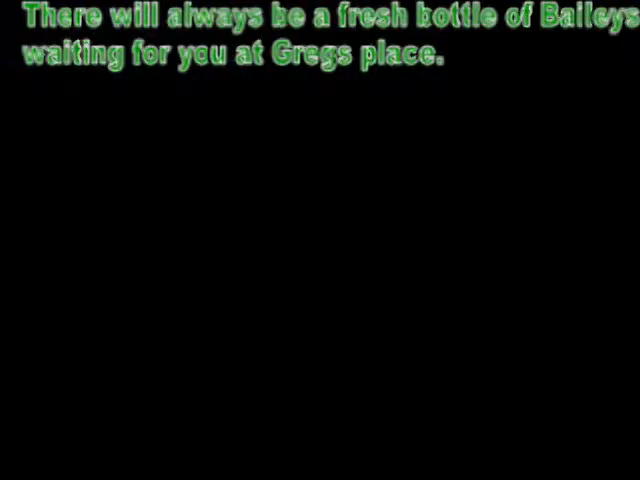 There will always be a fresh bottle of Baileys
waiting for you at Gregs place.